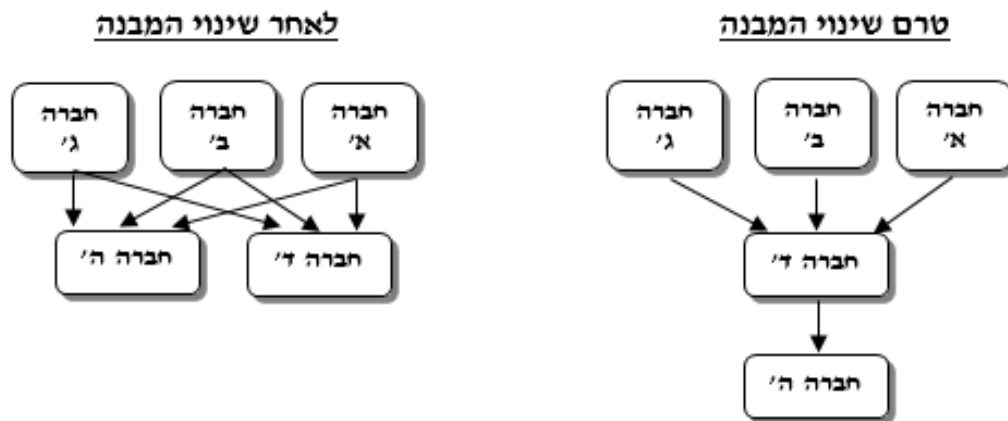 טרם שינוי המבנה
חברה
א׳
חברה
ב׳
חברה
ג׳
חברה ד׳
חברה ה׳
לאחר שינוי המבנה
חברה
א׳
חברה
ב׳
חברה
ג׳
חברה ד׳
חברה ה׳